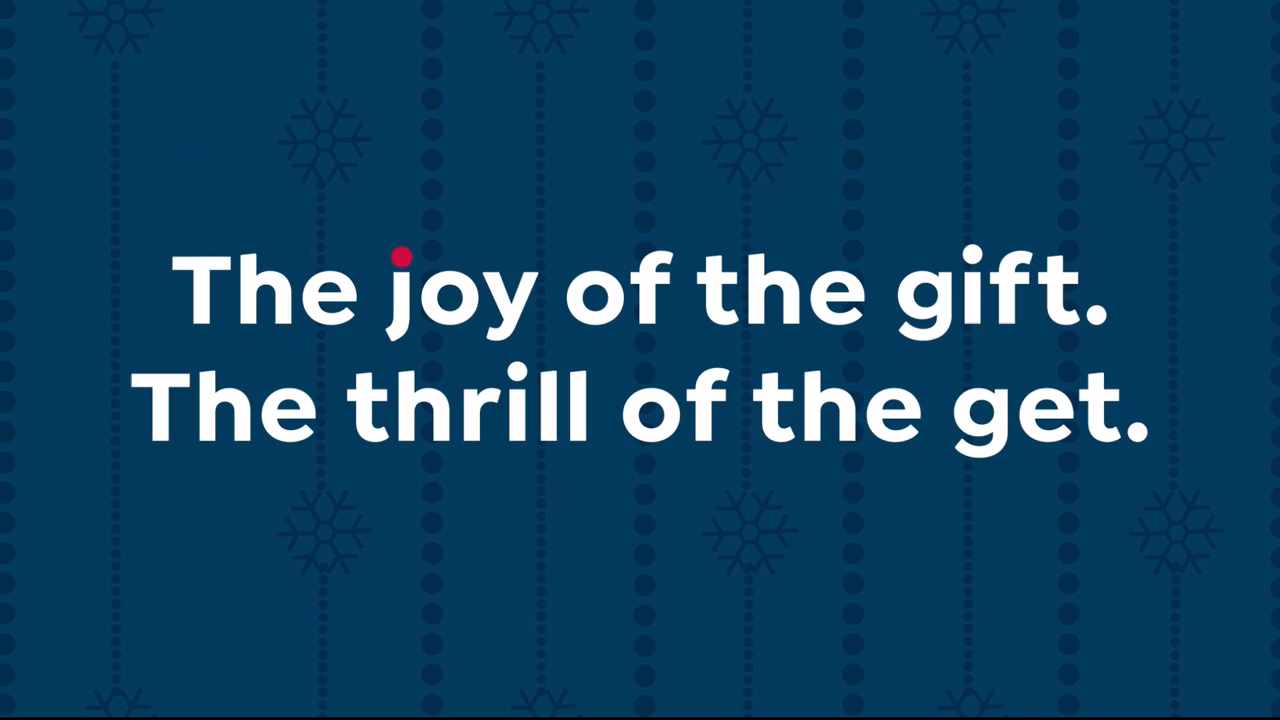 The joy of the gift.
The thrill of the get.